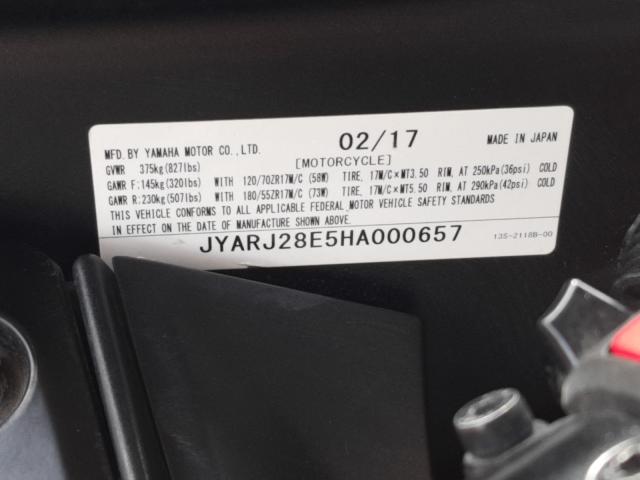 MFD. BY YAMAHA MOTOR CO.,LTD. 02/17 MADE IN JAPAN
GVWR 375kg(827lbs) [MOTORCYCLE]
GAWR F:145kg(320lbs) WITH 120/70ZR17M/C (58W) TIRE, 17M/C×MT3.50 RIM, AT 250kPa(36psi) COLD
GAWR R:230kg(507lbs) WITH 180/55ZR17M/C (73W) TIRE, 17M/C×MT5.50 RIM, AT 290kPa(42psi) COLD
THIS VEHICLE CONFORMS TO ALL APPLICABLE FEDERAL MOTOR VEHICLE SAFETY STANDARDS
IN EFFECT ON THE DATE OF MANUFACTURE SHOWN ABOVE.
JYARJ28E5HA000657 13S-2118B-00